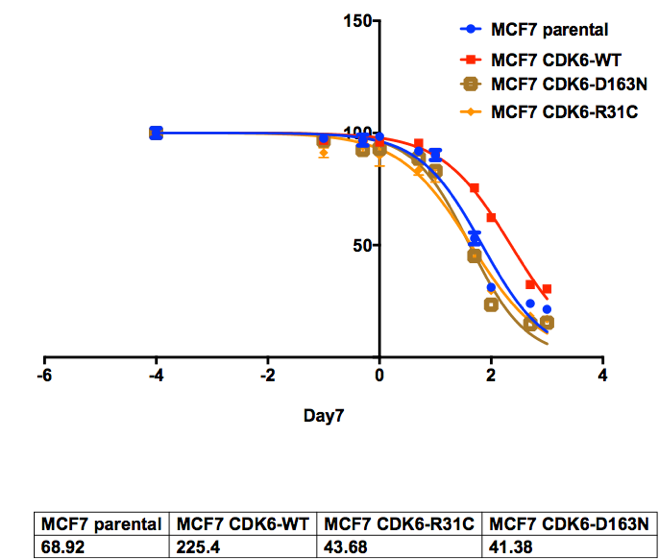 150
MCF7 parental
MCF7 CDK6-WT
MCF7 CDK6-D163N
MCF7 CDK6-R31C
100
50
-6 -4 -2 0 2 4
Day7
MCF7 parental MCF7 CDK6-WT MCF7 CDK6-R31C MCF7 CDK6-D163N
68.92 225.4 43.68 41.38